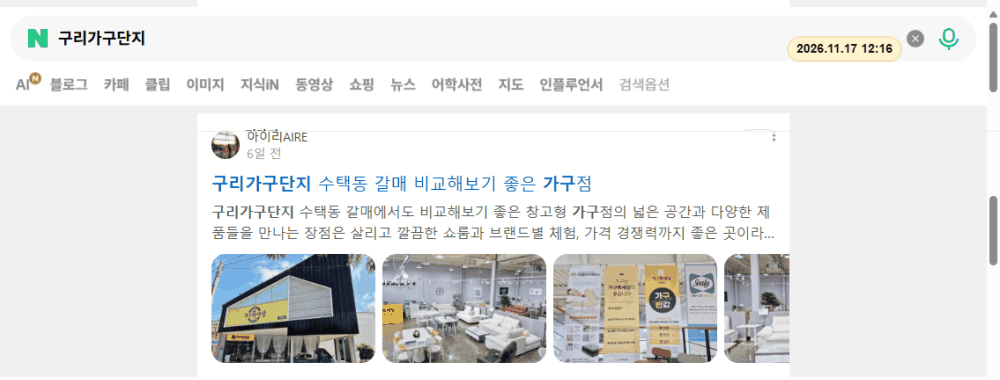 N 구리가구단지
2026.11.17 12:16
AI N 블로그 카페 클립 이미지 지식iN 동영상 쇼핑 뉴스 어학사전 지도 인플루언서 검색옵션
아이리AIRE
6일 전
구리가구단지 수택동 갈매 비교해보기 좋은 가구점
구리가구단지 수택동 갈매에서도 비교해보기 좋은 창고형 가구점의 넓은 공간과 다양한 제
품들을 만나는 장점은 살리고 깔끔한 쇼룸과 브랜드별 체험, 가격 경쟁력까지 좋은 곳이라...
가구
반값
Sealy